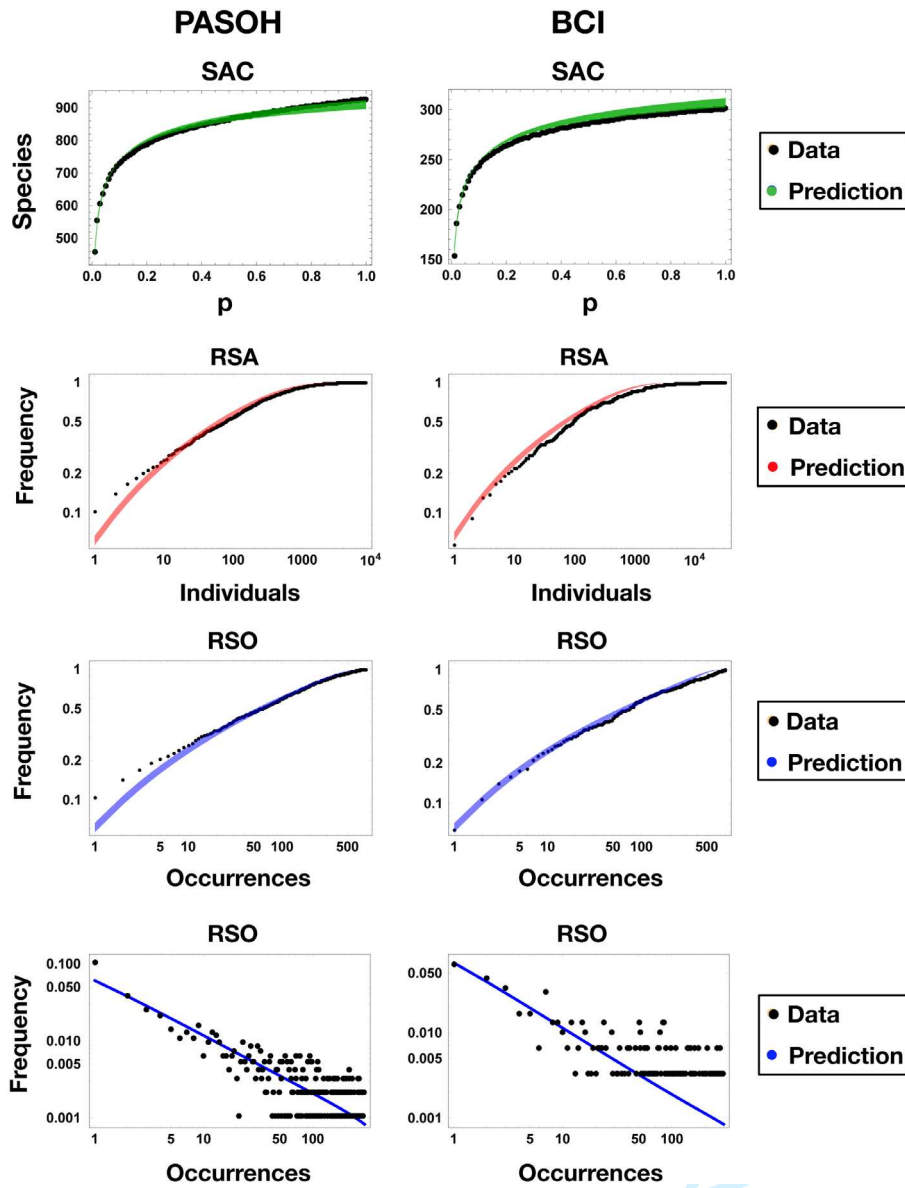 PASOH BCI
SAC SAC
Species
900
800
700
600
500
0.0 0.2 0.4 0.6 0.8 1.0
p
300
250
200
150
0.0 0.2 0.4 0.6 0.8 1.0
p
Data
Prediction
RSA RSA
Frequency
1
0.5
0.2
0.1
1 10 100 1000 10⁴
Individuals
1
0.5
0.2
0.1
1 10 100 1000 10⁴
Individuals
Data
Prediction
RSO RSO
Frequency
1
0.5
0.2
0.1
1 5 10 50 100 500
Occurrences
1
0.5
0.2
0.1
1 5 10 50 100 500
Occurrences
Data
Prediction
RSO RSO
Frequency
0.100
0.050
0.010
0.005
0.001
1 5 10 50 100
Occurrences
0.050
0.010
0.005
0.001
1 5 10 50 100
Occurrences
Data
Prediction